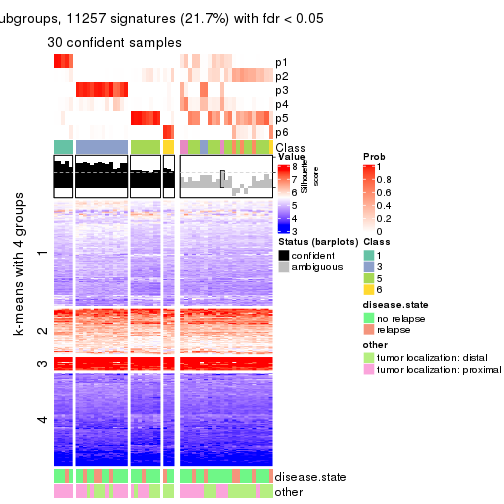 ubgroups, 11257 signatures (21.7%) with fdr < 0.05
30 confident samples
p1
p2
p3
p4
p5
p6
Class
k-means with 4 groups
1
2
3
4
Value
8
7
6
5
4
3
Silhouette
score
Status (barplots)
confident
ambiguous
Prob
1
0.8
0.6
0.4
0.2
0
Class
1
3
5
6
disease.state
no relapse
relapse
other
tumor localization: distal
tumor localization: proximal
disease.state
other